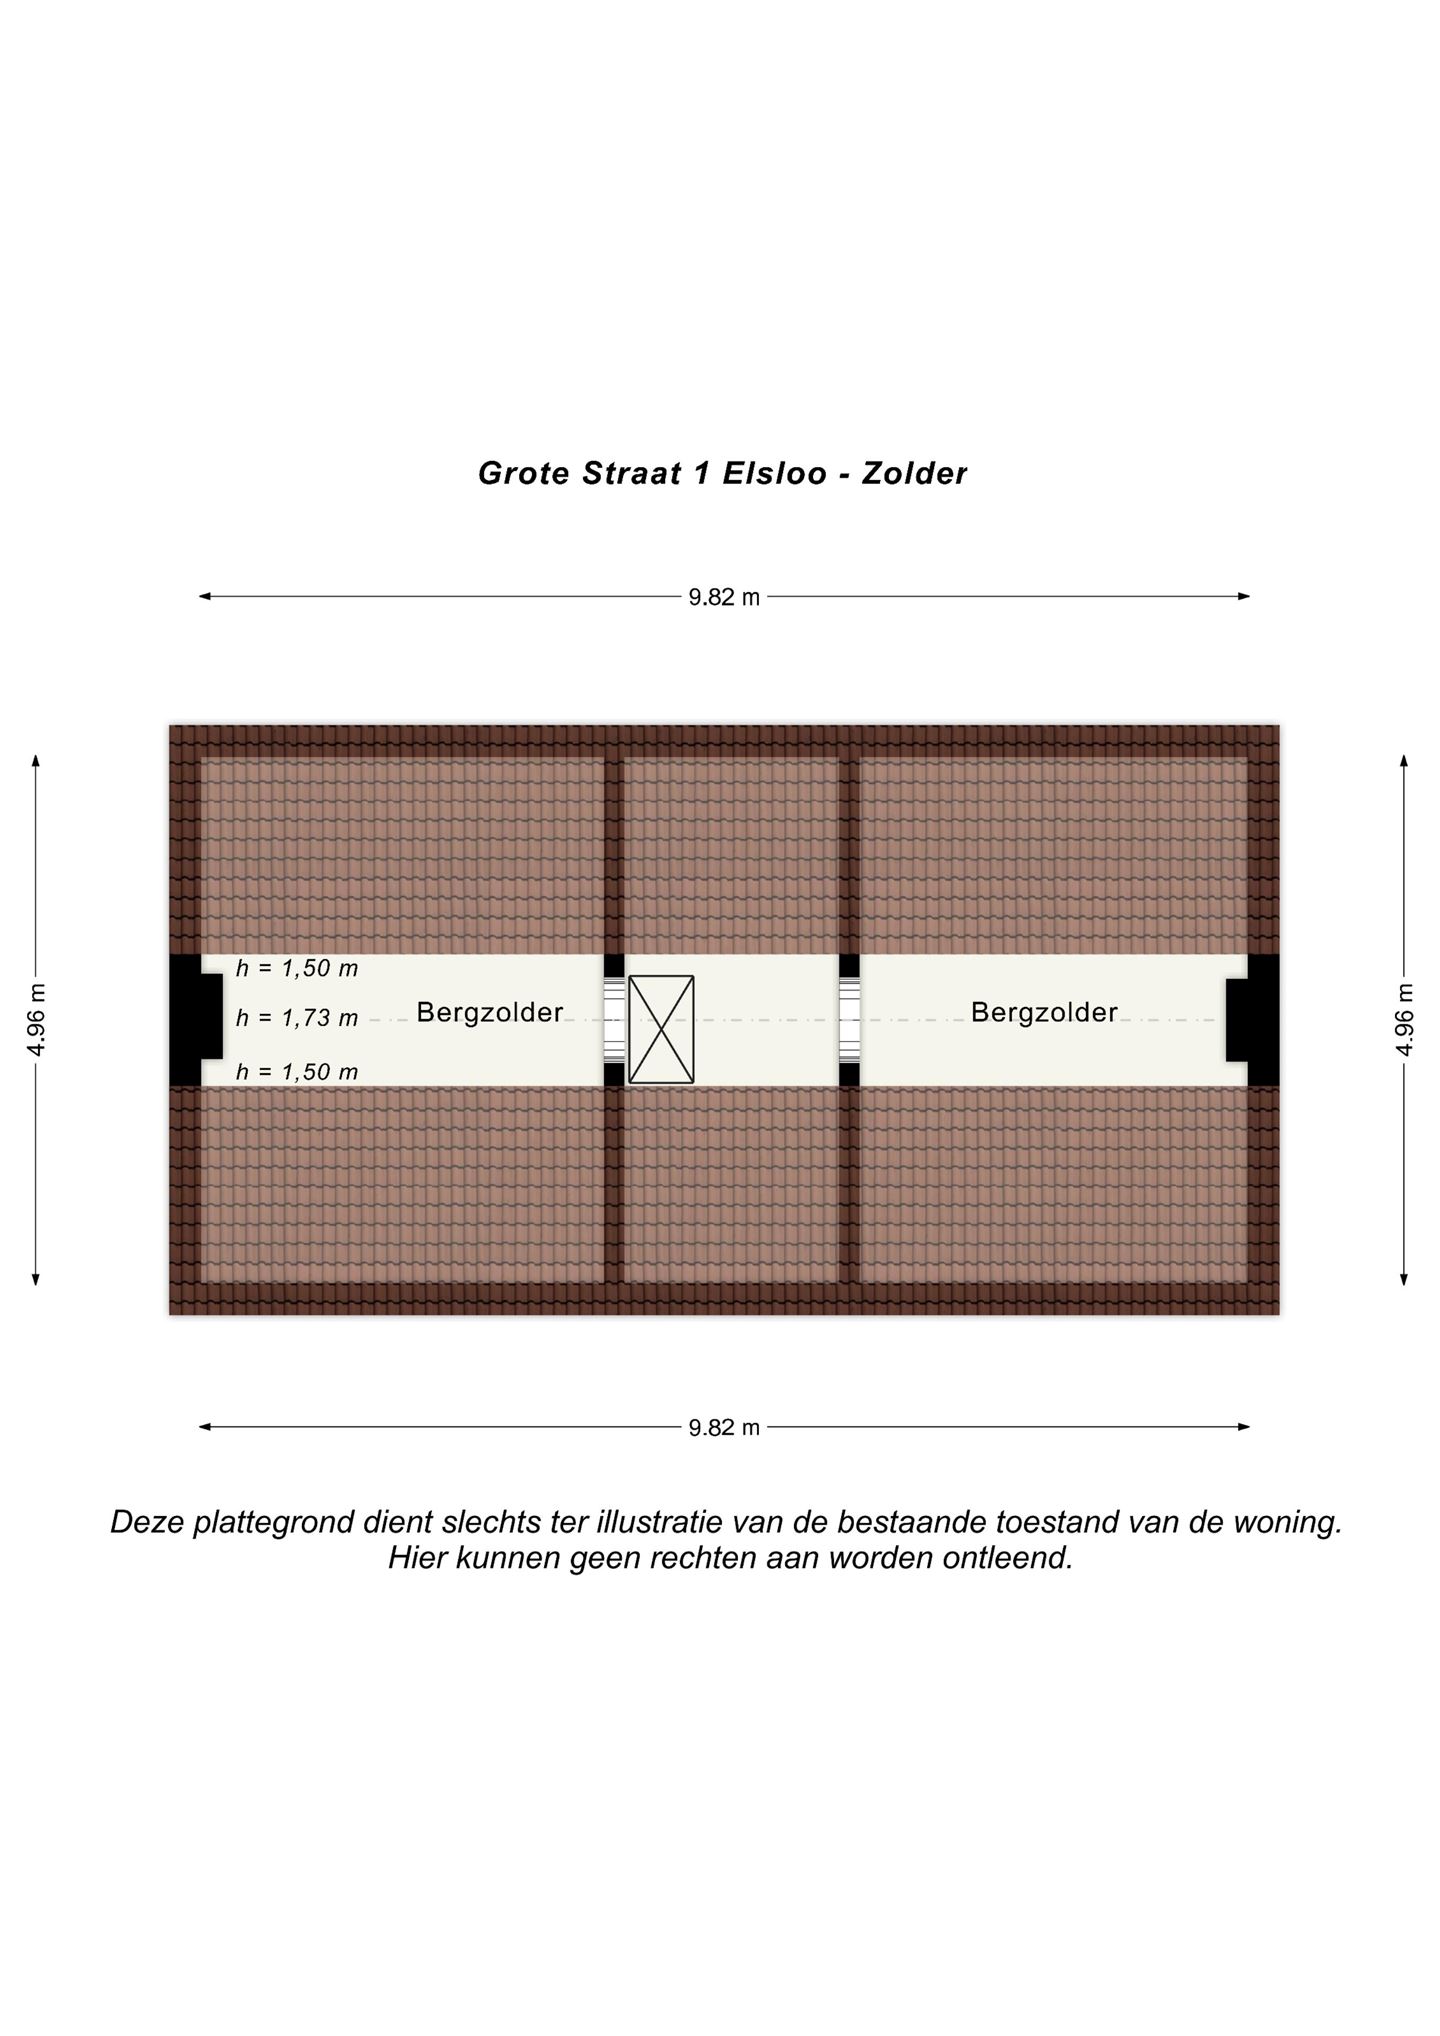 Grote Straat 1 Elsloo - Zolder
9.82 m
4.96 m
4.96 m
h = 1,50 m
h = 1,73 m
Bergzolder
Bergzolder
h = 1,50 m
9.82 m
Deze plattegrond dient slechts ter illustratie van de bestaande toestand van de woning.
Hier kunnen geen rechten aan worden ontleend.